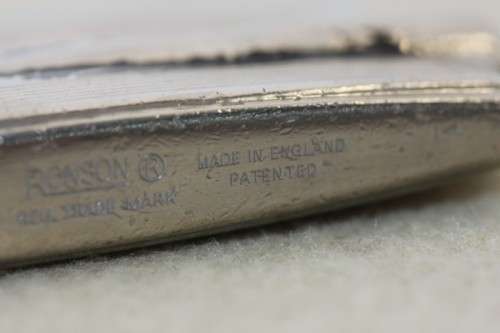 RONSON ®
REG. TRADE MARK
MADE IN ENGLAND
PATENTED